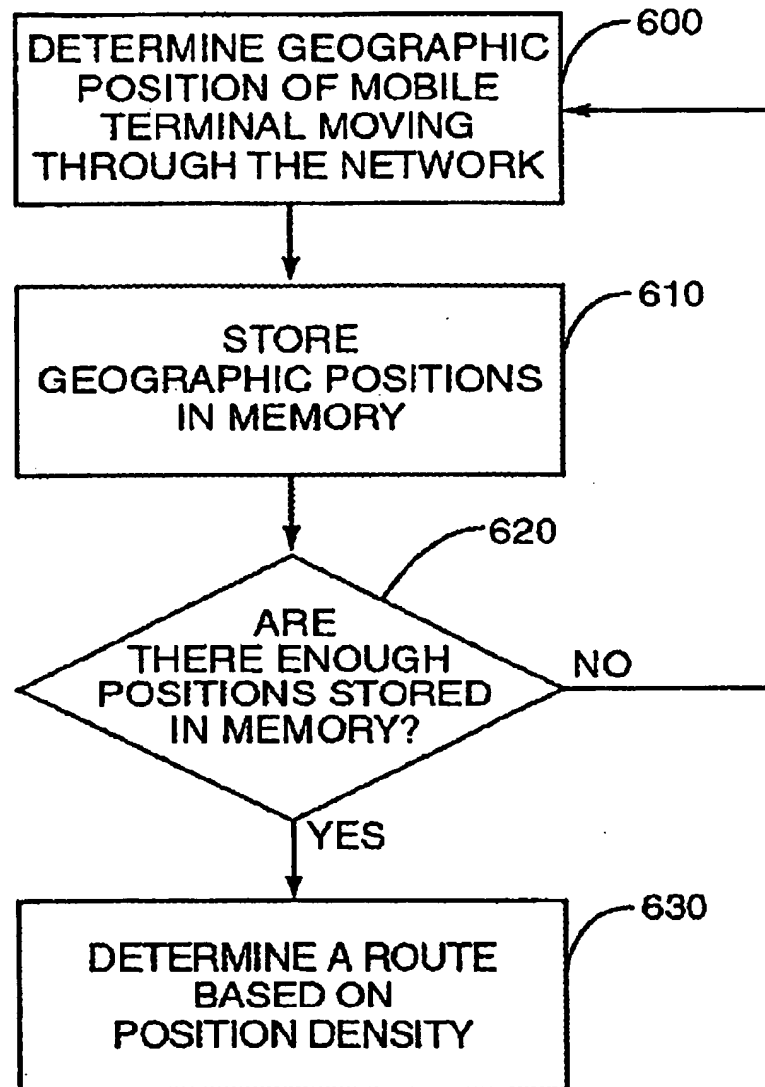 600
DETERMINE GEOGRAPHIC
POSITION OF MOBILE
TERMINAL MOVING
THROUGH THE NETWORK
610
STORE
GEOGRAPHIC POSITIONS
IN MEMORY
620
ARE
THERE ENOUGH
POSITIONS STORED
IN MEMORY?
NO
YES
630
DETERMINE A ROUTE
BASED ON
POSITION DENSITY